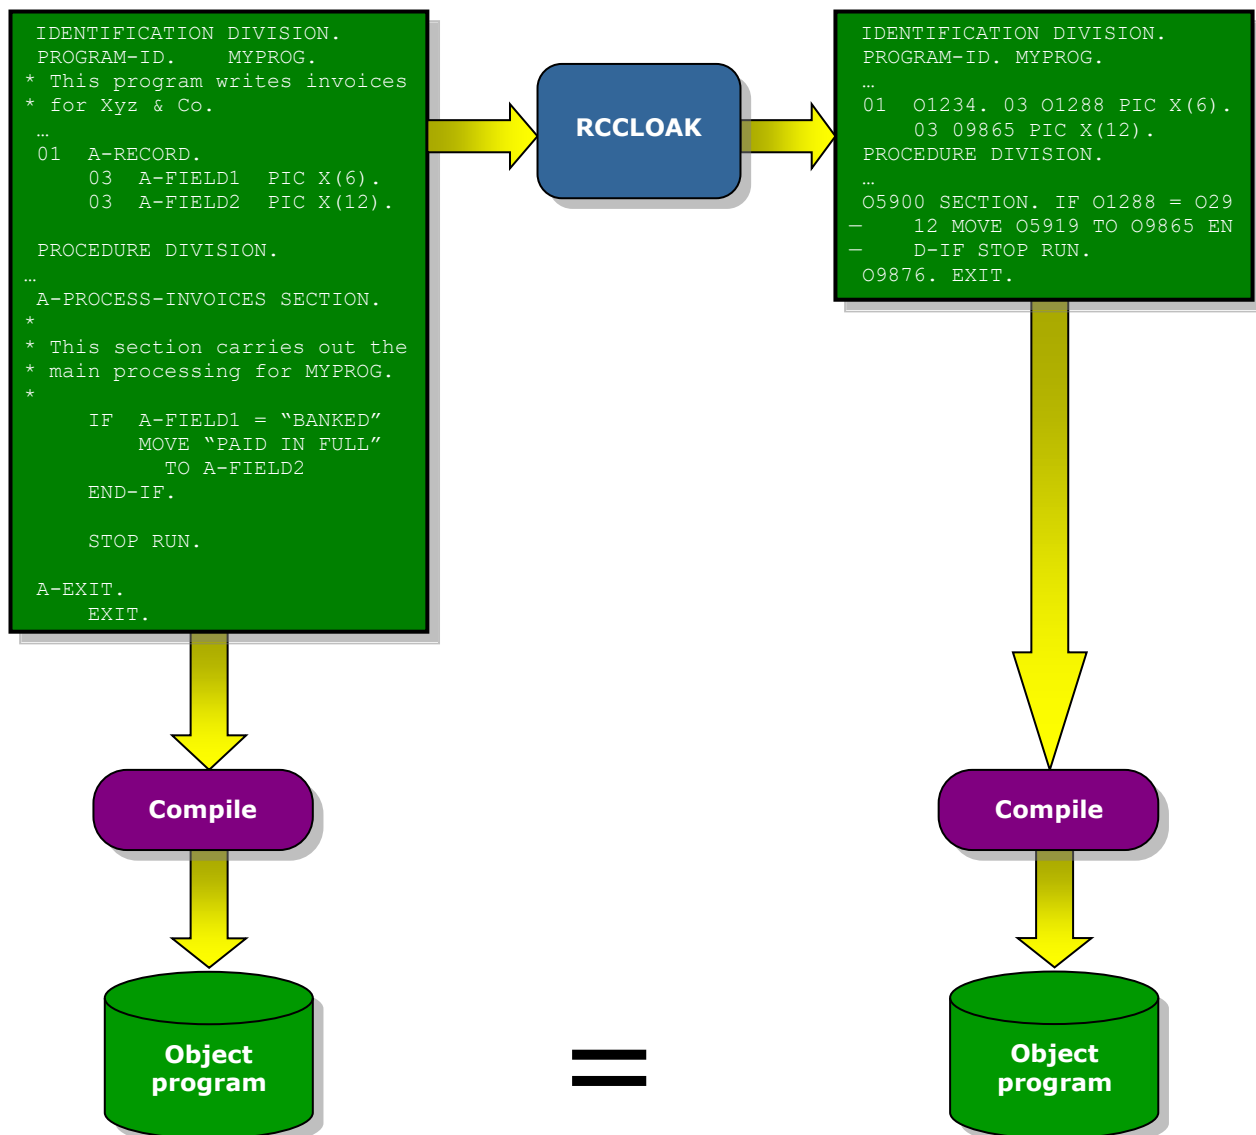 IDENTIFICATION DIVISION.
PROGRAM-ID.    MYPROG.
* This program writes invoices
* for Xyz & Co.
…
01  A-RECORD.
    03  A-FIELD1  PIC X(6).
    03  A-FIELD2  PIC X(12).
PROCEDURE DIVISION.
…
A-PROCESS-INVOICES SECTION.
*
* This section carries out the
* main processing for MYPROG.
*
    IF  A-FIELD1 = “BANKED”
        MOVE “PAID IN FULL”
          TO A-FIELD2
    END-IF.
    STOP RUN.
A-EXIT.
    EXIT.
RCCLOAK
IDENTIFICATION DIVISION.
PROGRAM-ID. MYPROG.
…
01  O1234. 03 O1288 PIC X(6).
    03 09865 PIC X(12).
PROCEDURE DIVISION.
…
O5900 SECTION. IF O1288 = O29
–    12 MOVE O5919 TO O9865 EN
–    D-IF STOP RUN.
O9876. EXIT.
Compile
Compile
Object
program
=
Object
program